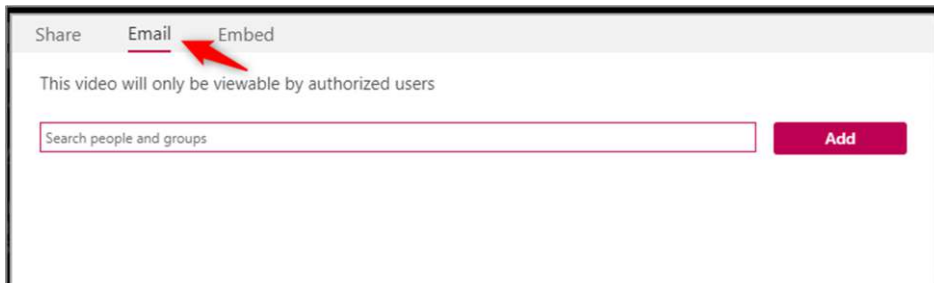 Share Email Embed
This video will only be viewable by authorized users
Search people and groups Add